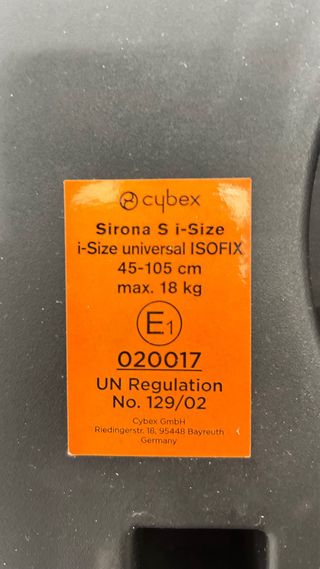 cybex
Sirona S i-Size
i-Size universal ISOFIX
45-105 cm
max. 18 kg
E1
020017
UN Regulation
No. 129/02
Cybex GmbH
Riedingerstr. 18, 95448 Bayreuth
Germany